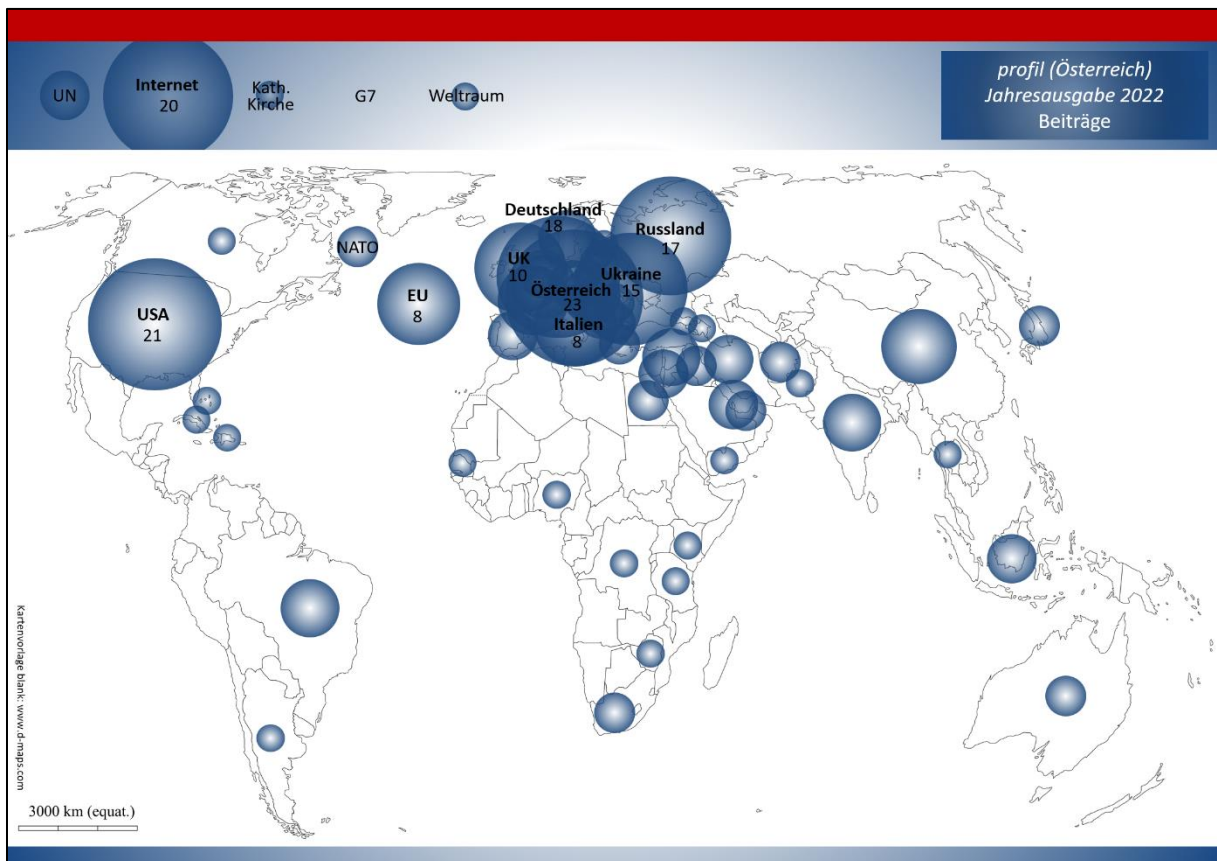 UN
Internet
20
Kath.
Kirche
G7
Weltraum
profil (Österreich)
Jahresausgabe 2022
Beiträge
Deutschland
18
Russland
17
NATO
UK
10
Ukraine
15
EU
8
Österreich
23
USA
21
Italien
8
Kartenvorlage blank: www.d-maps.com
3000 km (equat.)